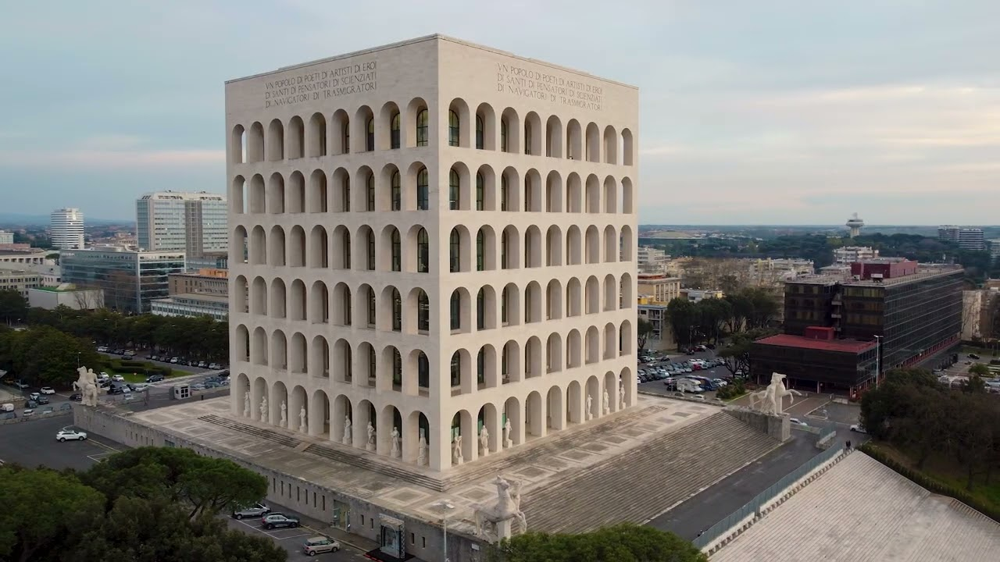 VN POPOLO DI POETI DI ARTISTI DI EROI
DI SANTI DI PENSATORI DI SCIENZIATI
DI NAVIGATORI DI TRASMIGRATORI
VN POPOLO DI POETI DI ARTISTI DI EROI
DI SANTI DI PENSATORI DI SCIENZIATI
DI NAVIGATORI DI TRASMIGRATORI